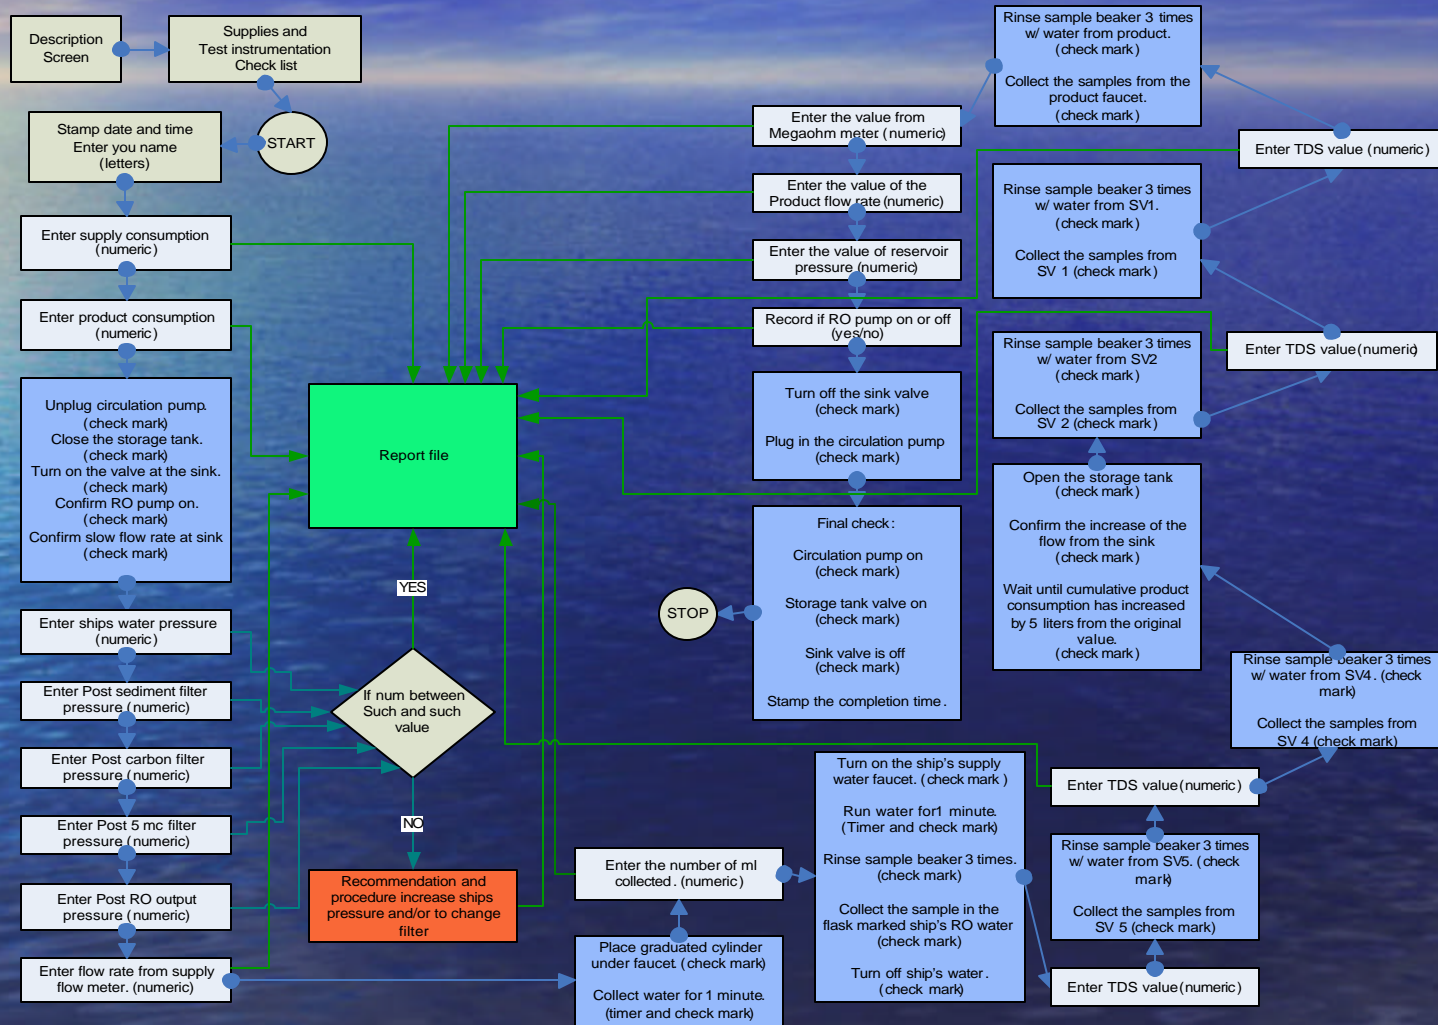 Description
Screen
Supplies and
Test instrumentation
Check list
START
Stamp date and time
Enter you name
(letters)
Enter supply consumption
(numeric)
Enter product consumption
(numeric)
Unplug circulation pump.
(check mark)
Close the storage tank.
(check mark)
Turn on the valve at the sink.
(check mark)
Confirm RO pump on.
(check mark)
Confirm slow flow rate at sink
(check mark)
Enter ships water pressure
(numeric)
Enter Post sediment filter
pressure (numeric)
Enter Post carbon filter
pressure (numeric)
Enter Post 5 mc filter
pressure (numeric)
Enter Post RO output
pressure (numeric)
Enter flow rate from supply
flow meter. (numeric)
Report file
YES
If num between
Such and such
value
NO
Recommendation and
procedure increase ships
pressure and/or to change
filter
Place graduated cylinder
under faucet. (check mark)
Collect water for 1 minute.
(timer and check mark)
Enter the number of ml
collected. (numeric)
Turn on the ship's supply
water faucet. (check mark)
Run water for 1 minute.
(Timer and check mark)
Rinse sample beaker 3 times.
(check mark)
Collect the sample in the
flask marked ship's RO water
(check mark)
Turn off ship's water.
(check mark)
Enter TDS value (numeric)
Rinse sample beaker 3 times
w/ water from SV5. (check
mark)
Collect the samples from
SV 5 (check mark)
Enter TDS value (numeric)
Rinse sample beaker 3 times
w/ water from SV4. (check
mark)
Collect the samples from
SV 4 (check mark)
Open the storage tank
(check mark)
Confirm the increase of the
flow from the sink
(check mark)
Wait until cumulative product
consumption has increased
by 5 liters from the original
value.
(check mark)
Rinse sample beaker 3 times
w/ water from SV2
(check mark)
Collect the samples from
SV 2 (check mark)
Enter TDS value (numeric)
Rinse sample beaker 3 times
w/ water from SV1.
(check mark)
Collect the samples from
SV 1 (check mark)
Enter TDS value (numeric)
Rinse sample beaker 3 times
w/ water from product.
(check mark)
Collect the samples from the
product faucet.
(check mark)
Enter the value from
Megaohm meter. (numeric)
Enter the value of the
Product flow rate (numeric)
Enter the value of reservoir
pressure (numeric)
Record if RO pump on or off
(yes/no)
Turn off the sink valve
(check mark)
Plug in the circulation pump
(check mark)
Final check:
Circulation pump on
(check mark)
Storage tank valve on
(check mark)
Sink valve is off
(check mark)
Stamp the completion time.
STOP